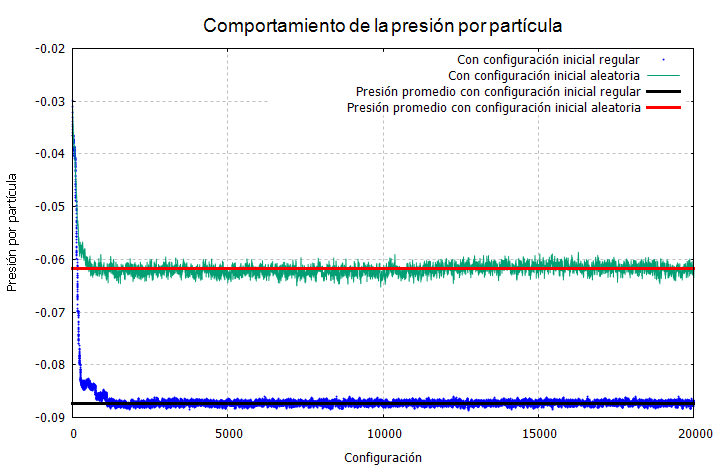 Comportamiento de la presión por partícula
-0.02
Con configuración inicial regular
Con configuración inicial aleatoria
Presión promedio con configuración inicial regular
Presión promedio con configuración inicial aleatoria
-0.03
-0.04
-0.05
-0.06
-0.07
-0.08
-0.09
Presión por partícula
0 5000 10000 15000 20000
Configuración